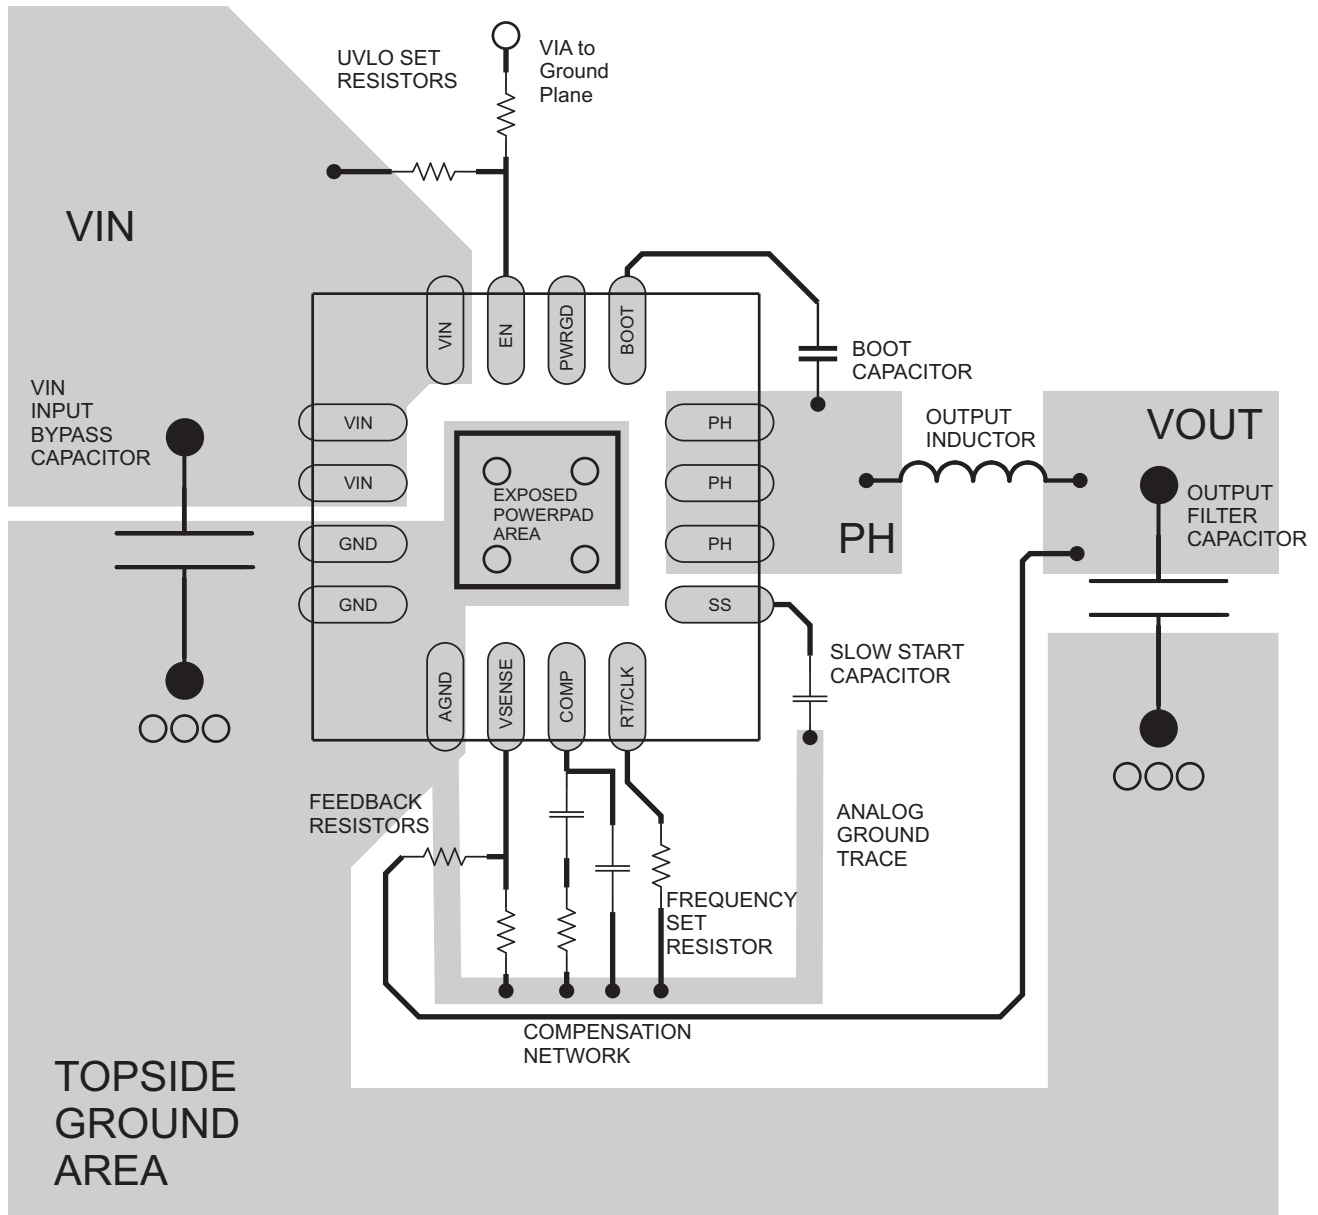 UVLO SET
RESISTORS
VIA to
Ground
Plane
VIN
VIN
EN
PWRGD
BOOT
BOOT
CAPACITOR
VIN
INPUT
BYPASS
CAPACITOR
VIN
VIN
GND
GND
EXPOSED
POWERPAD
AREA
PH
PH
PH
SS
PH
OUTPUT
INDUCTOR
VOUT
OUTPUT
FILTER
CAPACITOR
AGND
VSENSE
COMP
RT/CLK
SLOW START
CAPACITOR
FEEDBACK
RESISTORS
ANALOG
GROUND
TRACE
FREQUENCY
SET
RESISTOR
COMPENSATION
NETWORK
TOPSIDE
GROUND
AREA